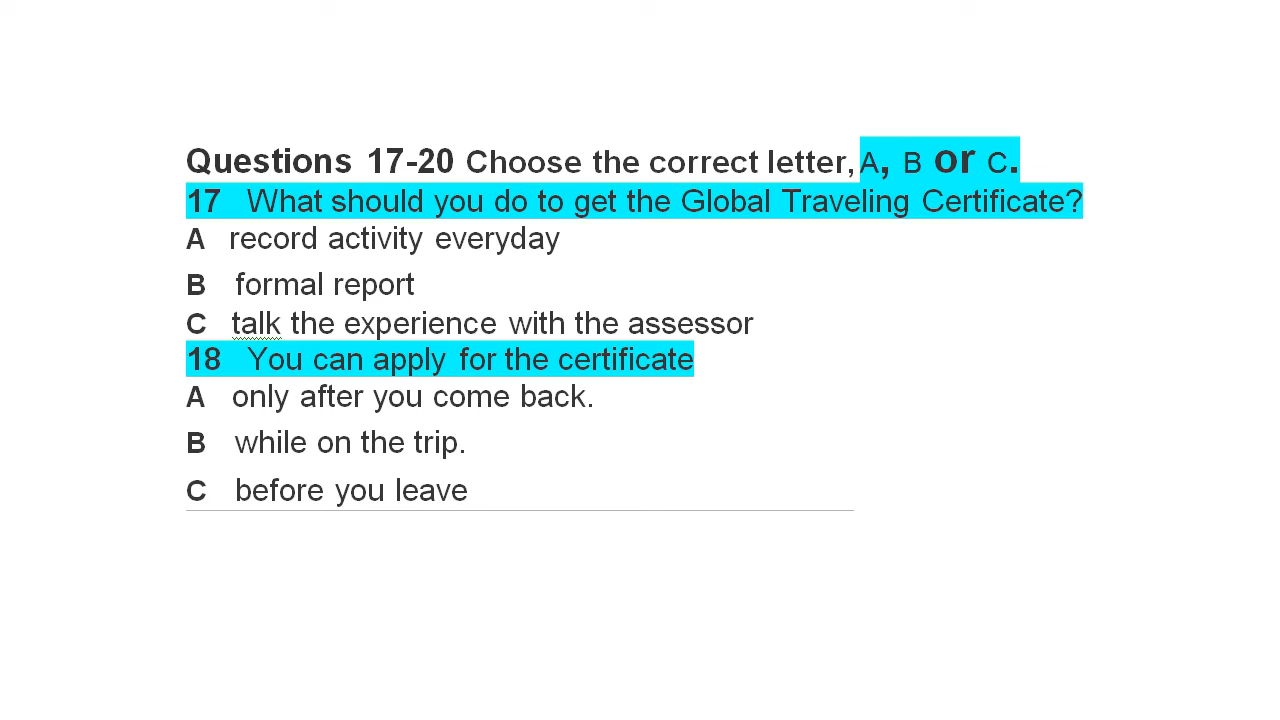 Questions 17-20 Choose the correct letter, A, B or C.
17 What should you do to get the Global Traveling Certificate?
A record activity everyday
B formal report
C talk the experience with the assessor
18 You can apply for the certificate
A only after you come back.
B while on the trip.
C before you leave